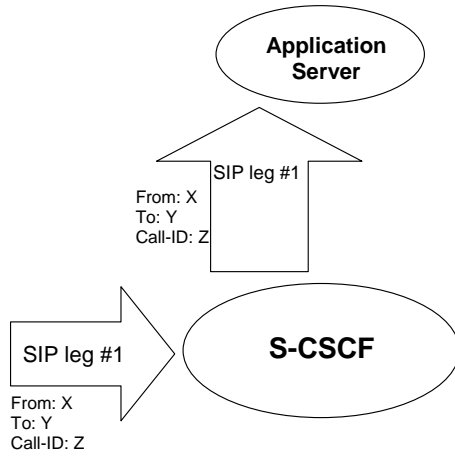 Application
Server
SIP leg #1
From: X
To: Y
Call-ID: Z
S-CSCF
SIP leg #1
From: X
To: Y
Call-ID: Z